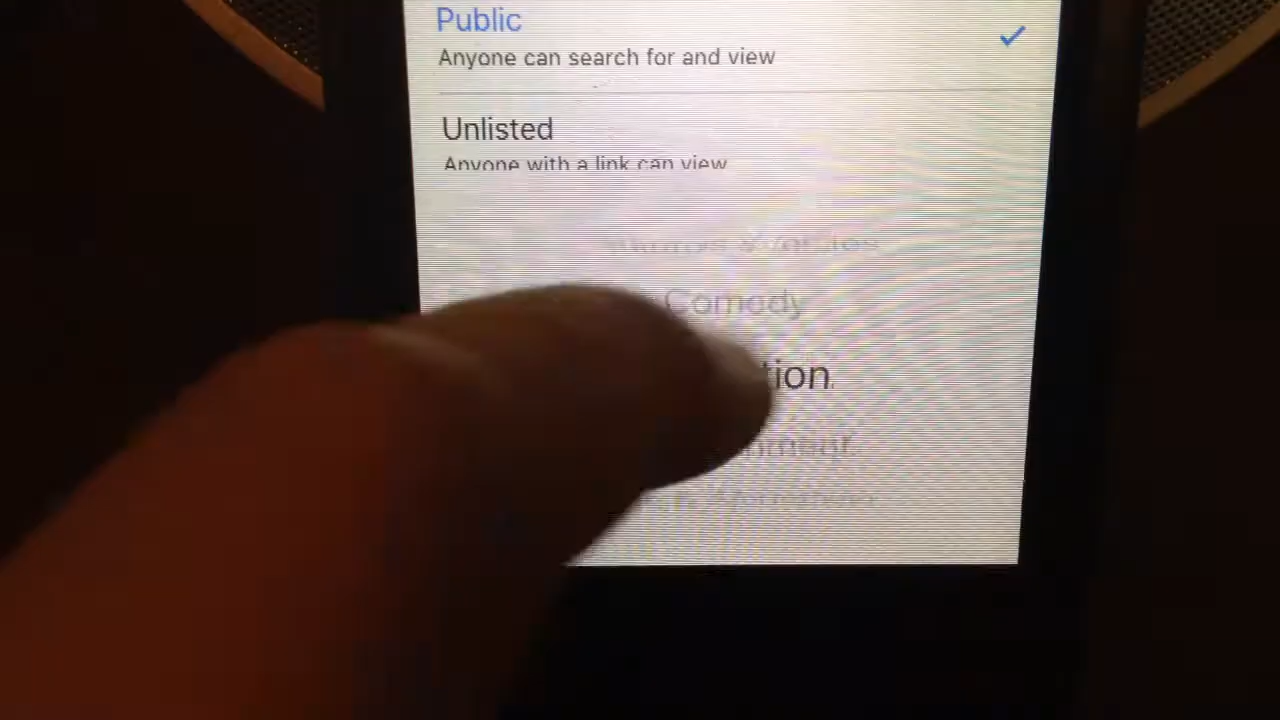 Public
Anyone can search for and view
Unlisted
Anyone with a link can view
Comedy
tion